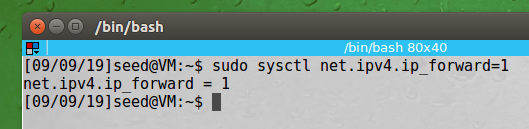 /bin/bash
/bin/bash 80x40
[09/09/19]seed@VM:~$ sudo sysctl net.ipv4.ip_forward=1
net.ipv4.ip_forward = 1
[09/09/19]seed@VM:~$